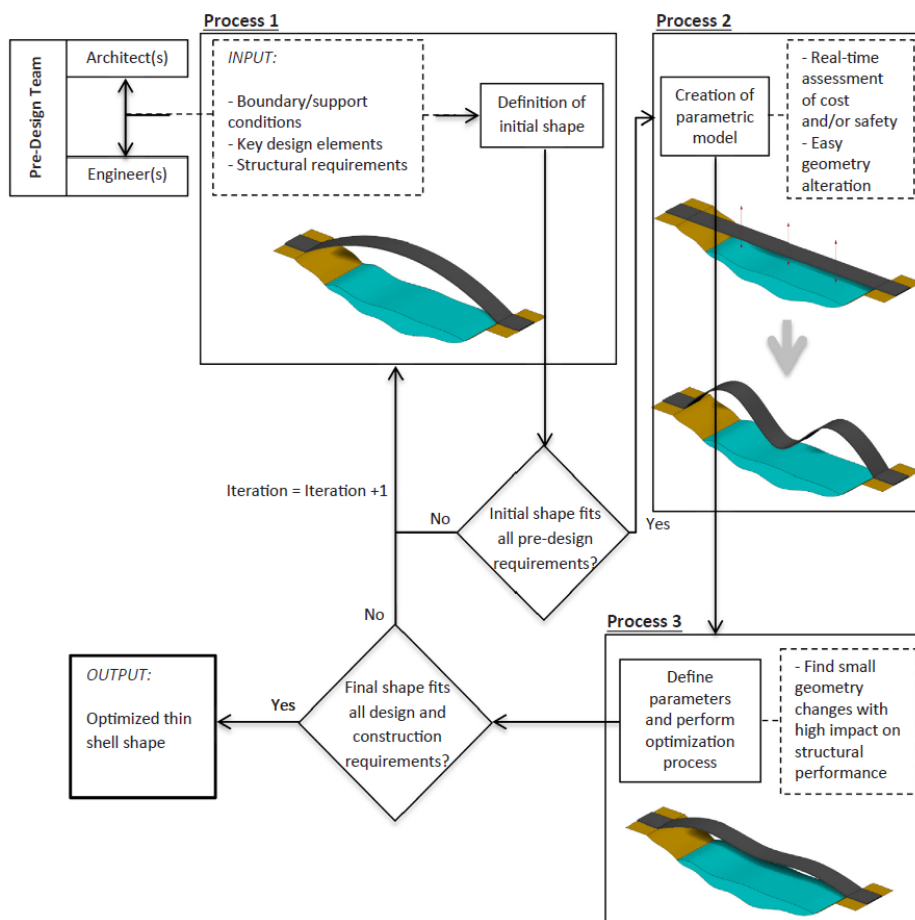 Pre-Design Team
Architect(s)
Engineer(s)
Process 1
INPUT:
- Boundary/support
conditions
- Key design elements
- Structural requirements
Definition of
initial shape
Process 2
Creation of
parametric
model
- Real-time
assessment
of cost
and/or safety
- Easy
geometry
alteration
Iteration = Iteration +1
No
Initial shape fits
all pre-design
requirements?
Yes
Process 3
Define
parameters
and perform
optimization
process
- Find small
geometry
changes with
high impact on
structural
performance
No
Final shape fits
all design and
construction
requirements?
Yes
OUTPUT:
Optimized thin
shell shape